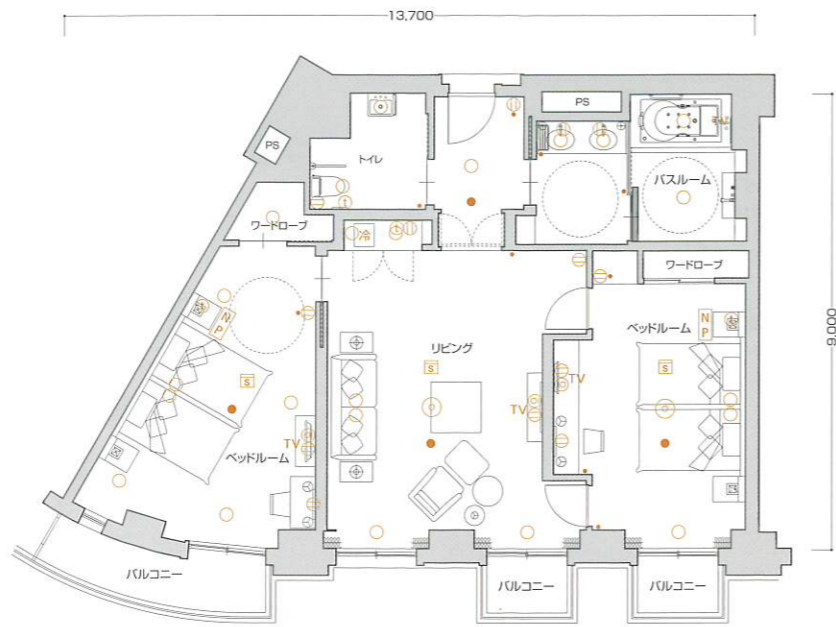 13,700
PS
PS
トイレ
バスルーム
ワードローブ
冷
ワードローブ
9,000
N
P
リビング
ベッドルーム
N
P
S
S
S
TV
TV
TV
ベッドルーム
バルコニー
バルコニー
バルコニー